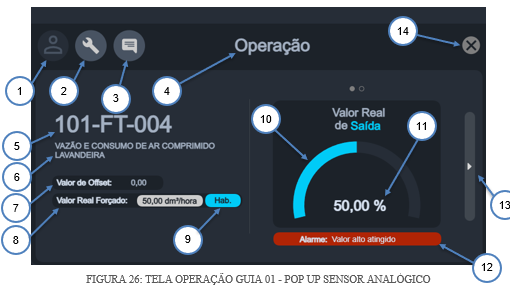 14
Operação
1
2
3
4
5
101-FT-004
6
VAZÃO E CONSUMO DE AR COMPRIMIDO
LAVANDEIRA
7
Valor de Offset: 0,00
8
Valor Real Forçado: 50,00 dm³/hora Hab.
9
10
Valor Real
de Saída
11
50,00 %
13
Alarme: Valor alto atingido
12
FIGURA 26: TELA OPERAÇÃO GUIA 01 - POP UP SENSOR ANALÓGICO